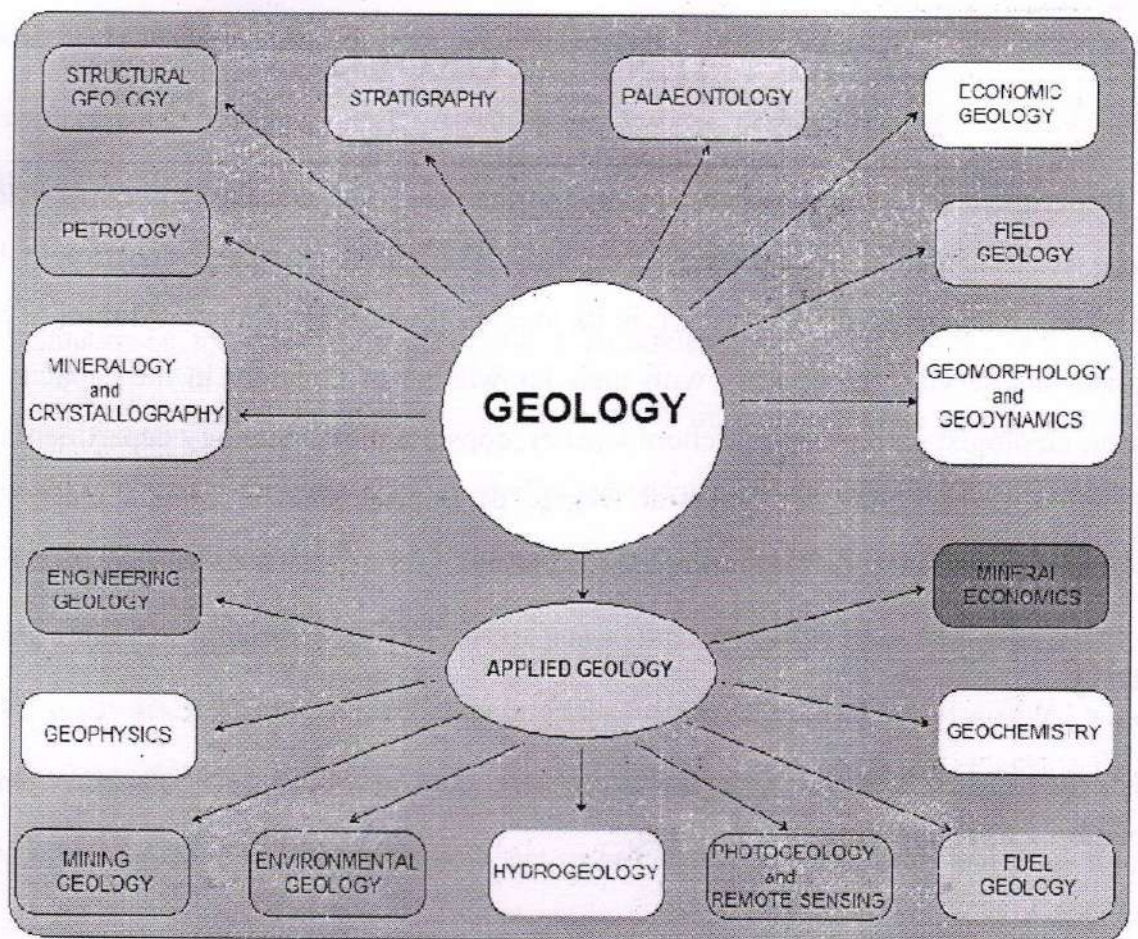 STRUCTURAL
GEOLOGY
STRATIGRAPHY
PALAEONTOLOGY
ECONOMIC
GEOLOGY
PETROLOGY
FIELD
GEOLOGY
MINERALOGY
and
CRYSTALLOGRAPHY
GEOLOGY
GEOMORPHOLOGY
and
GEODYNAMICS
ENGINEERING
GEOLOGY
MINERAL
ECONOMICS
APPLIED GEOLOGY
GEOPHYSICS
GEOCHEMISTRY
MINING
GEOLOGY
ENVIRONMENTAL
GEOLOGY
HYDROGEOLOGY
PHOTOGEOLOGY
and
REMOTE SENSING
FUEL
GEOLOGY